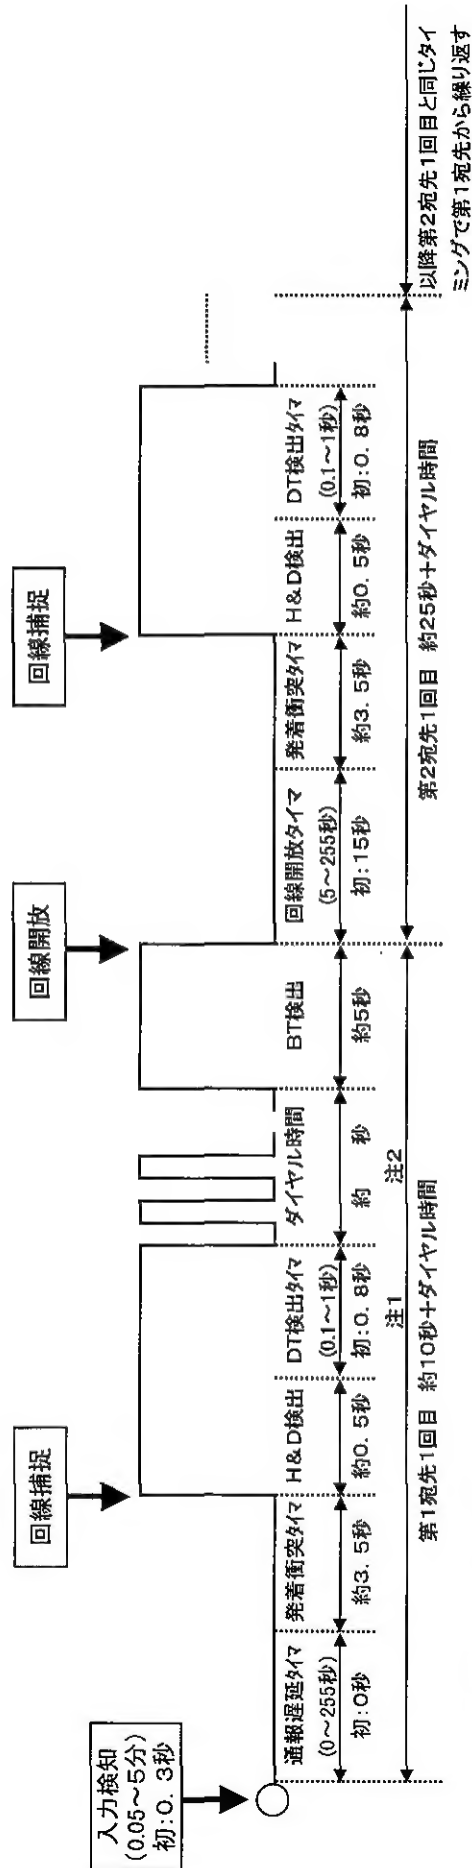 入力検知
(0.05～5分)
初:0.3秒
回線捕捉
回線開放
回線捕捉
通報遅延タイマ
(0～255秒)
初:0秒
発着衝突タイマ
約3.5秒
H&D検出
約0.5秒
DT検出タイマ
(0.1～1秒)
初:0.8秒
ダイヤル時間
約　　秒
BT検出
約5秒
回線開放タイマ
(5～255秒)
初:15秒
発着衝突タイマ
約3.5秒
H&D検出
約0.5秒
DT検出タイマ
(0.1～1秒)
初:0.8秒
注1
注2
第1宛先1回目 約10秒+ダイヤル時間
第2宛先1回目 約25秒+ダイヤル時間
以降第2宛先1回目と同じタイ
ミングで第1宛先から繰り返す